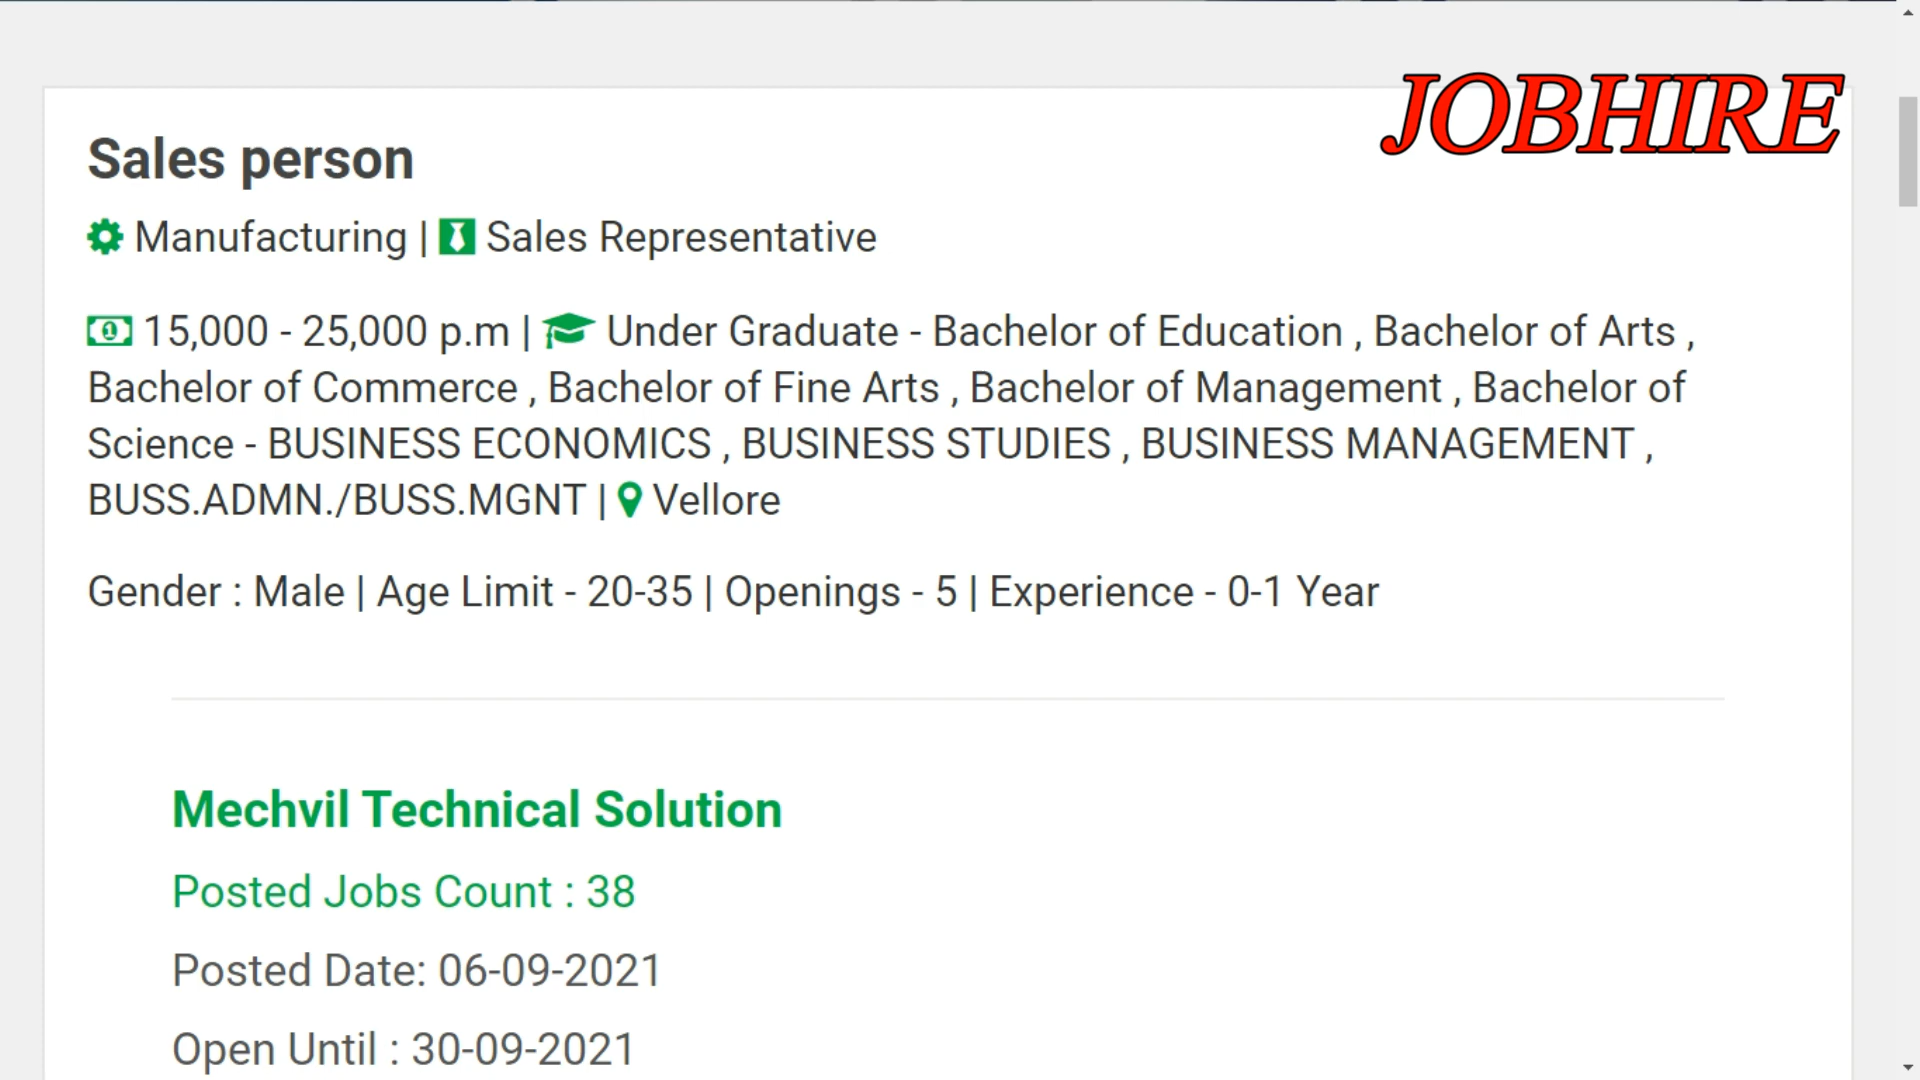 JOBHIRE
Sales person
Manufacturing | Sales Representative
15,000 - 25,000 p.m | Under Graduate - Bachelor of Education , Bachelor of Arts ,
Bachelor of Commerce , Bachelor of Fine Arts , Bachelor of Management , Bachelor of
Science - BUSINESS ECONOMICS , BUSINESS STUDIES , BUSINESS MANAGEMENT ,
BUSS.ADMN./BUSS.MGNT | Vellore
Gender : Male | Age Limit - 20-35 | Openings - 5 | Experience - 0-1 Year
Mechvil Technical Solution
Posted Jobs Count : 38
Posted Date: 06-09-2021
Open Until : 30-09-2021